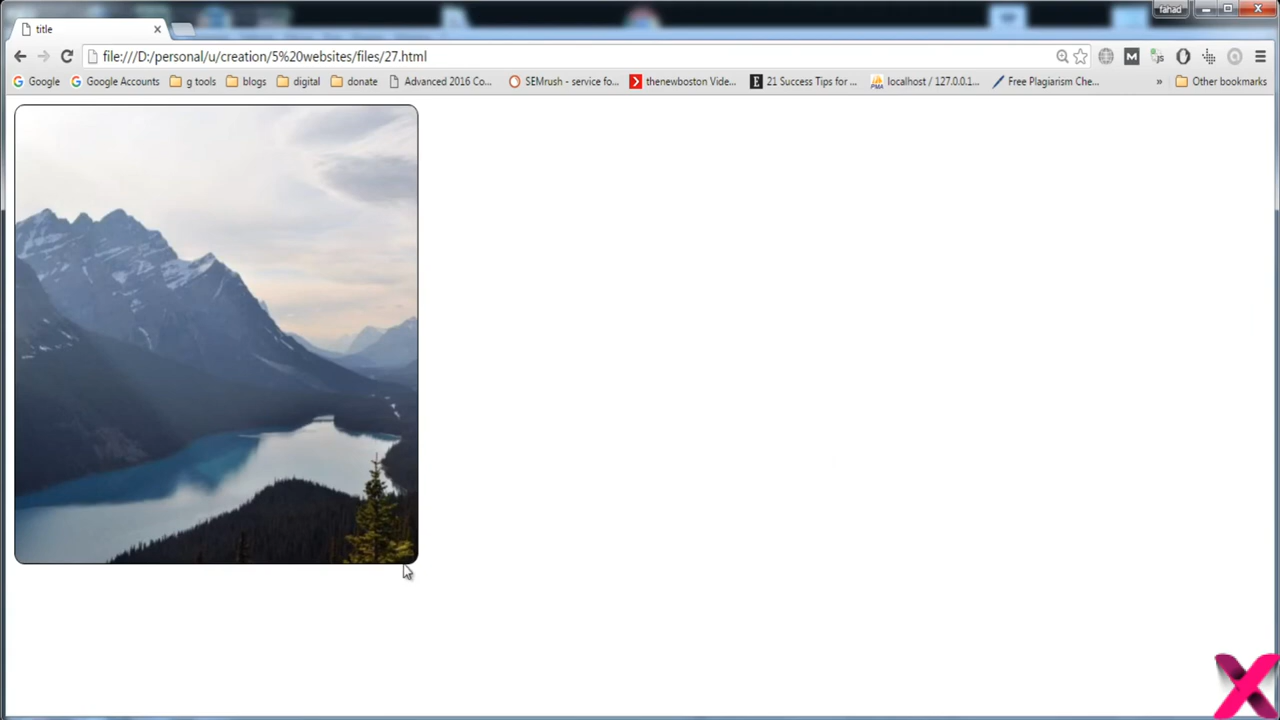 fahad
title
file:///D:/personal/u/creation/5%20websites/files/27.html
M
Google
Google Accounts
g tools
blogs
digital
donate
Advanced 2016 Co...
SEMrush - service fo...
thenewboston Vide...
E 21 Success Tips for ...
PMA localhost / 127.0.0.1...
Free Plagiarism Che...
»
Other bookmarks
X